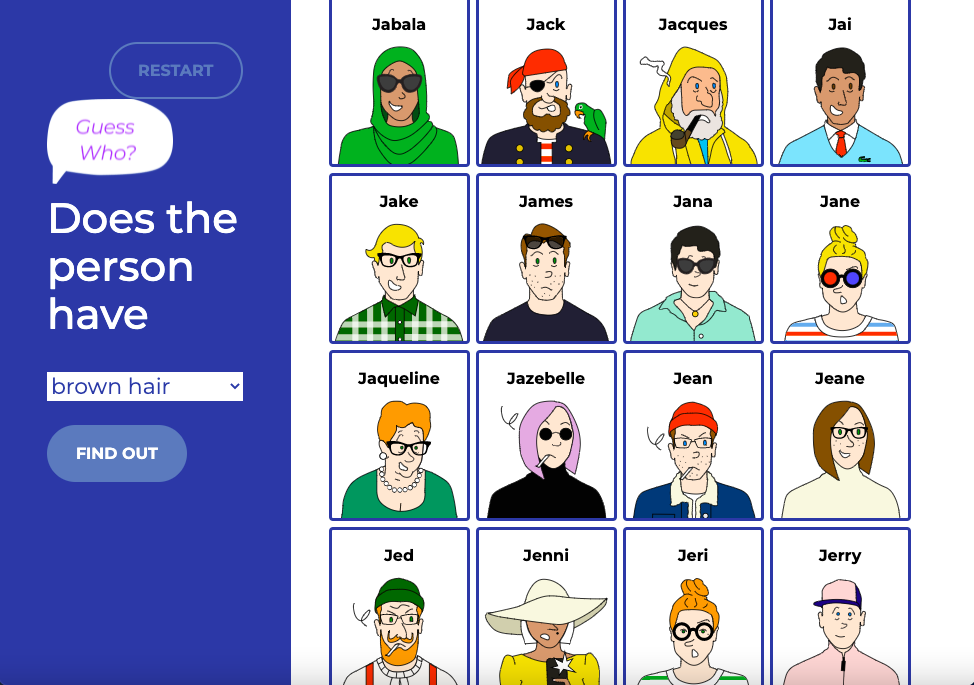 RESTART
Guess
Who?
Does the
person
have
brown hair
FIND OUT
Jabala
Jack
Jacques
Jai
Jake
James
Jana
Jane
Jaqueline
Jazebelle
Jean
Jeane
Jed
Jenni
Jeri
Jerry